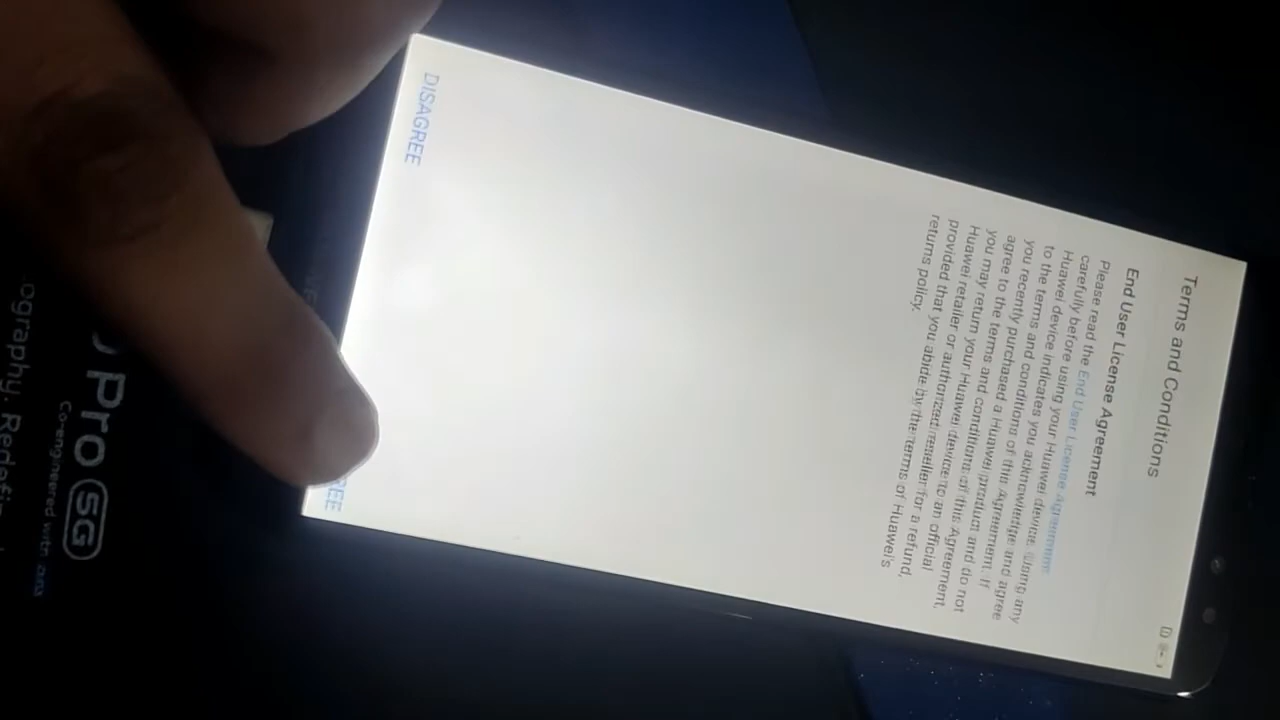 Terms and Conditions
End User License Agreement
Please read the End User License Agreement
carefully before using your Huawei device. Using any
Huawei device indicates you acknowledge and agree
to the terms and conditions of this Agreement. If
you recently purchased a Huawei product and do not
agree to the terms and conditions of this Agreement,
you may return your Huawei device to an official
Huawei retailer or authorized reseller for a refund,
provided that you abide by the terms of Huawei's
returns policy.
DISAGREE
REE
Pro 5G
Co-engineered with
ography. Redefin